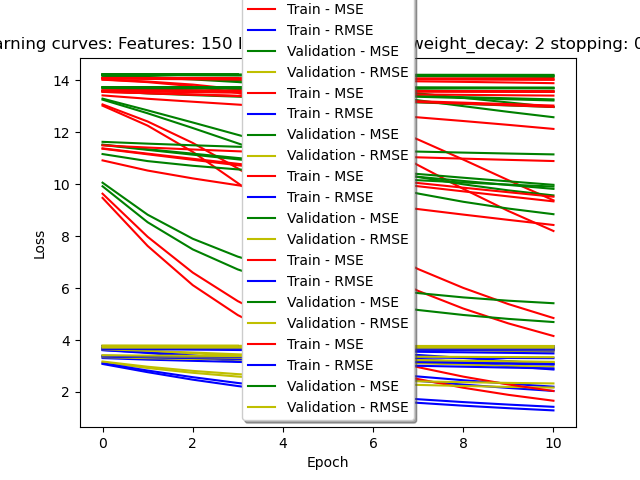 Train - MSE
Train - RMSE
arning curves: Features: 150 weight_decay: 2 stopping:
Validation - MSE
Validation - RMSE
Train - MSE
Train - RMSE
Validation - MSE
Validation - RMSE
Train - MSE
Train - RMSE
Validation - MSE
Validation - RMSE
Train - MSE
Train - RMSE
Validation - MSE
Validation - RMSE
Train - MSE
Train - RMSE
Validation - MSE
Validation - RMSE
14
12
10
8
6
4
2
Loss
0
2
4
6
8
10
Epoch